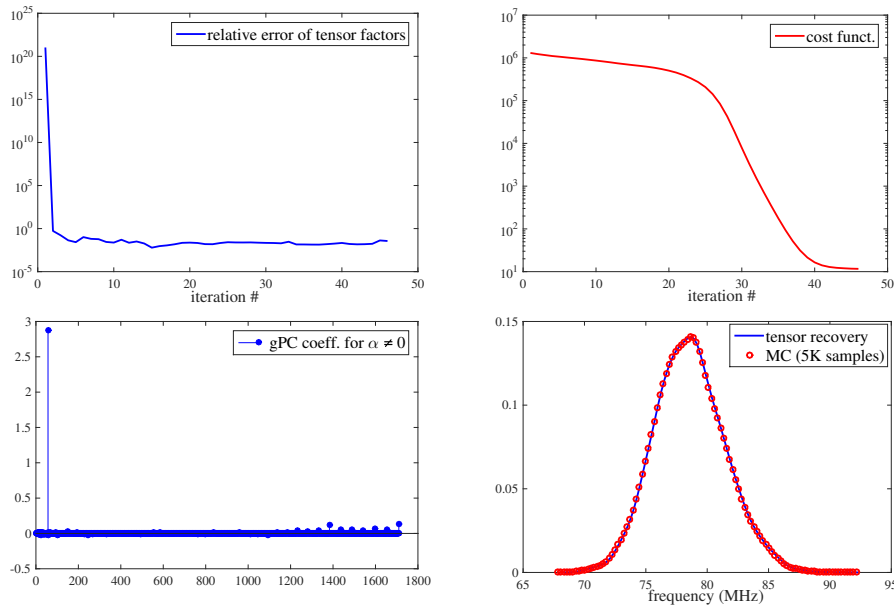 10^25
10^20
10^15
10^10
10^5
10^0
10^-5
relative error of tensor factors
0 10 20 30 40 50
iteration #
10^7
10^6
10^5
10^4
10^3
10^2
10^1
cost funct.
0 10 20 30 40 50
iteration #
3
2.5
2
1.5
1
0.5
0
-0.5
gPC coeff. for α ≠ 0
0 200 400 600 800 1000 1200 1400 1600 1800
0.15
0.1
0.05
0
tensor recovery
MC (5K samples)
65 70 75 80 85 90 95
frequency (MHz)